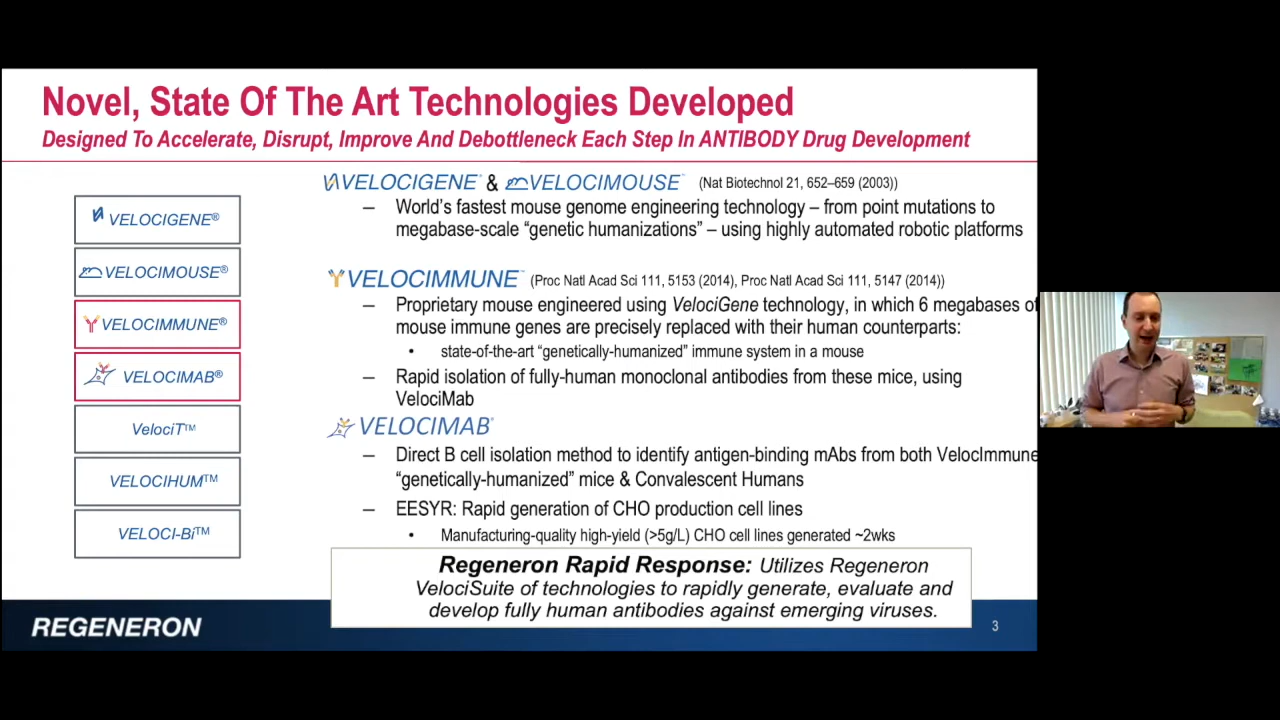 Novel, State Of The Art Technologies Developed
Designed To Accelerate, Disrupt, Improve And Debottleneck Each Step In ANTIBODY Drug Development
VELOCIGENE®
VELOCIMOUSE®
VELOCIMMUNE®
VELOCIMAB®
VelociT™
VELOCIHUM™
VELOCI-Bi™
VELOCIGENE® & VELOCIMOUSE™ (Nat Biotechnol 21, 652–659 (2003))
– World's fastest mouse genome engineering technology – from point mutations to
megabase-scale “genetic humanizations” – using highly automated robotic platforms
VELOCIMMUNE™ (Proc Natl Acad Sci 111, 5153 (2014), Proc Natl Acad Sci 111, 5147 (2014))
– Proprietary mouse engineered using VelociGene technology, in which 6 megabases of
mouse immune genes are precisely replaced with their human counterparts:
• state-of-the-art “genetically-humanized” immune system in a mouse
– Rapid isolation of fully-human monoclonal antibodies from these mice, using
VelociMab
VELOCIMAB®
– Direct B cell isolation method to identify antigen-binding mAbs from both VelocImmune
“genetically-humanized” mice & Convalescent Humans
– EESYR: Rapid generation of CHO production cell lines
• Manufacturing-quality high-yield (>5g/L) CHO cell lines generated ~2wks
Regeneron Rapid Response: Utilizes Regeneron
VelociSuite of technologies to rapidly generate, evaluate and
develop fully human antibodies against emerging viruses.
REGENERON
3